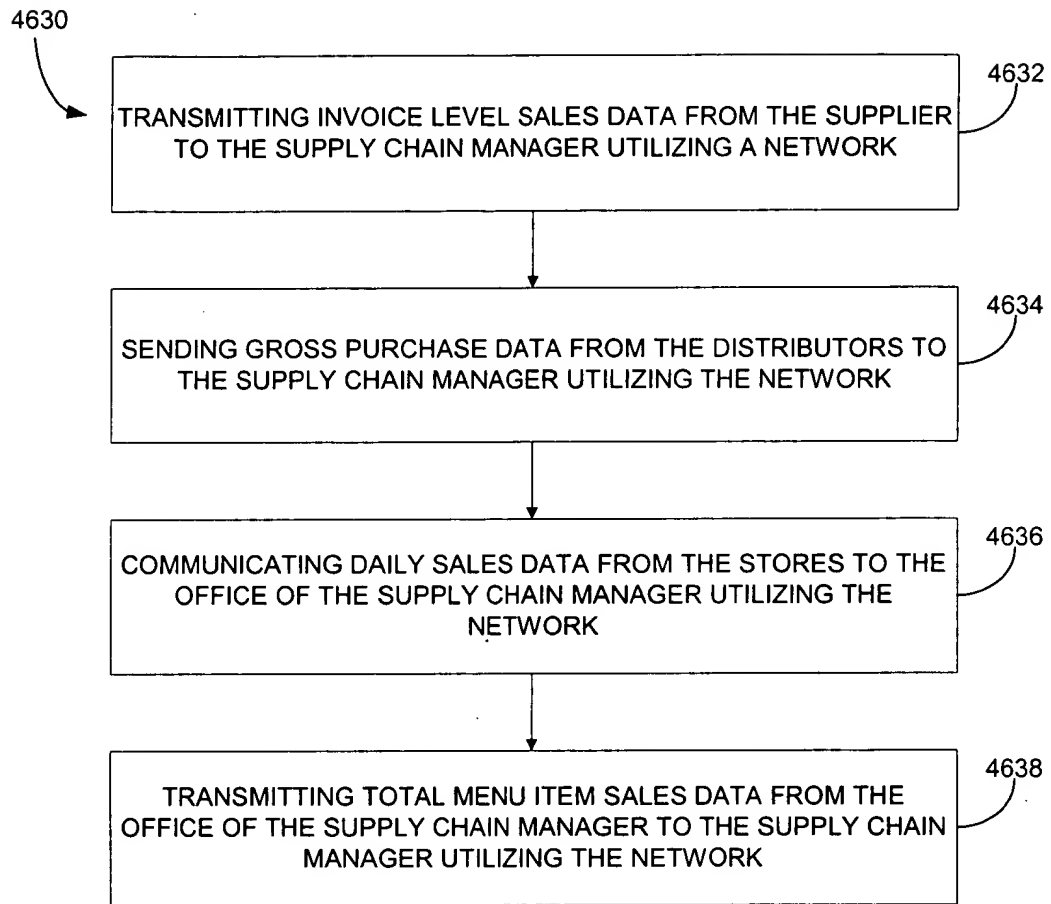 4630
4632
TRANSMITTING INVOICE LEVEL SALES DATA FROM THE SUPPLIER
TO THE SUPPLY CHAIN MANAGER UTILIZING A NETWORK
4634
SENDING GROSS PURCHASE DATA FROM THE DISTRIBUTORS TO
THE SUPPLY CHAIN MANAGER UTILIZING THE NETWORK
4636
COMMUNICATING DAILY SALES DATA FROM THE STORES TO THE
OFFICE OF THE SUPPLY CHAIN MANAGER UTILIZING THE
NETWORK
4638
TRANSMITTING TOTAL MENU ITEM SALES DATA FROM THE
OFFICE OF THE SUPPLY CHAIN MANAGER TO THE SUPPLY CHAIN
MANAGER UTILIZING THE NETWORK